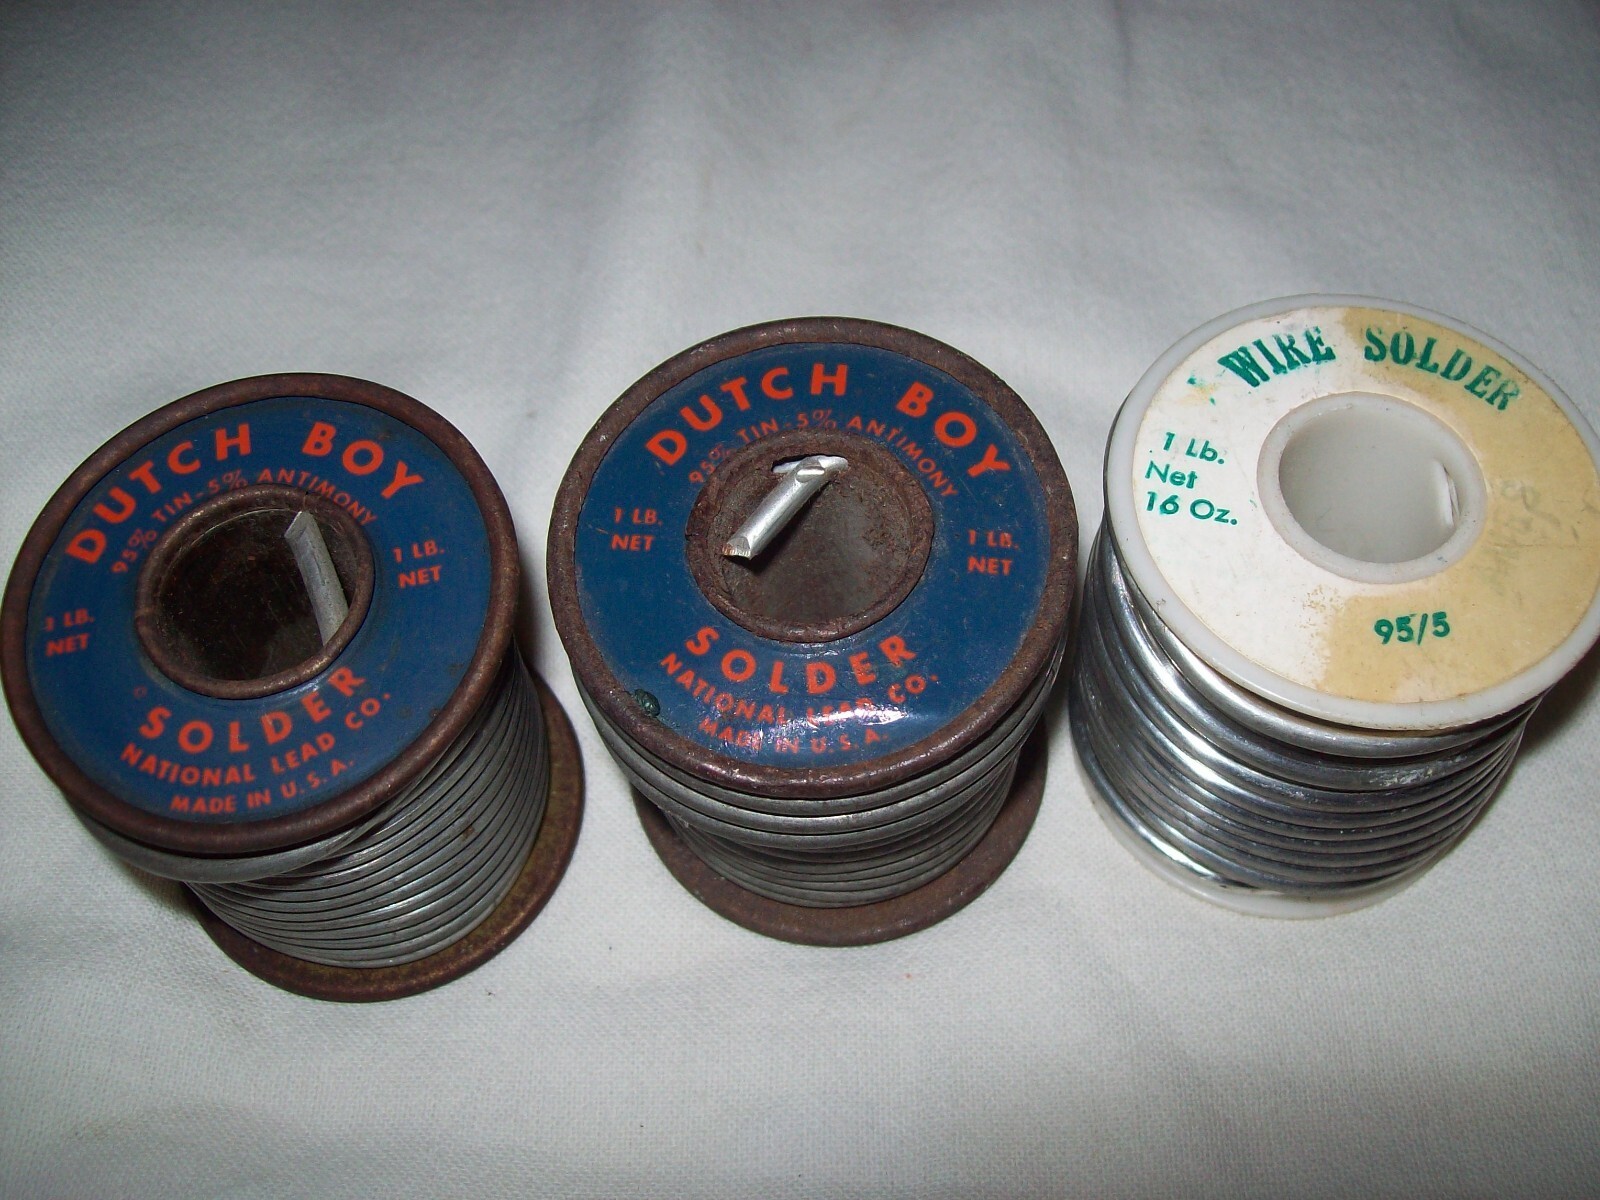 DUTCH BOY
95% TIN-5% ANTIMONY
1 LB.
NET
1 LB.
NET
SOLDER
NATIONAL LEAD CO.
MADE IN U.S.A.
DUTCH BOY
95% TIN-5% ANTIMONY
1 LB.
NET
1 LB.
NET
SOLDER
NATIONAL LEAD CO.
MADE IN U.S.A.
WIRE SOLDER
1 Lb.
Net
16 Oz.
95/5